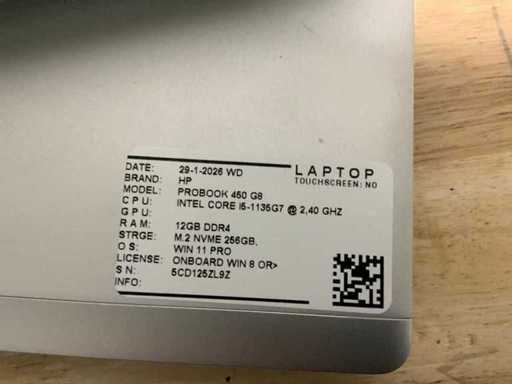 DATE: 29-1-2026 WD
LAPTOP
TOUCHSCREEN: NO
BRAND: HP
MODEL: PROBOOK 450 G8
CPU: INTEL CORE I5-1135G7 @ 2,40 GHZ
GPU:
RAM: 12GB DDR4
STRGE: M.2 NVME 256GB,
OS: WIN 11 PRO
LICENSE: ONBOARD WIN 8 OR>
SN: 5CD125ZL9Z
INFO: